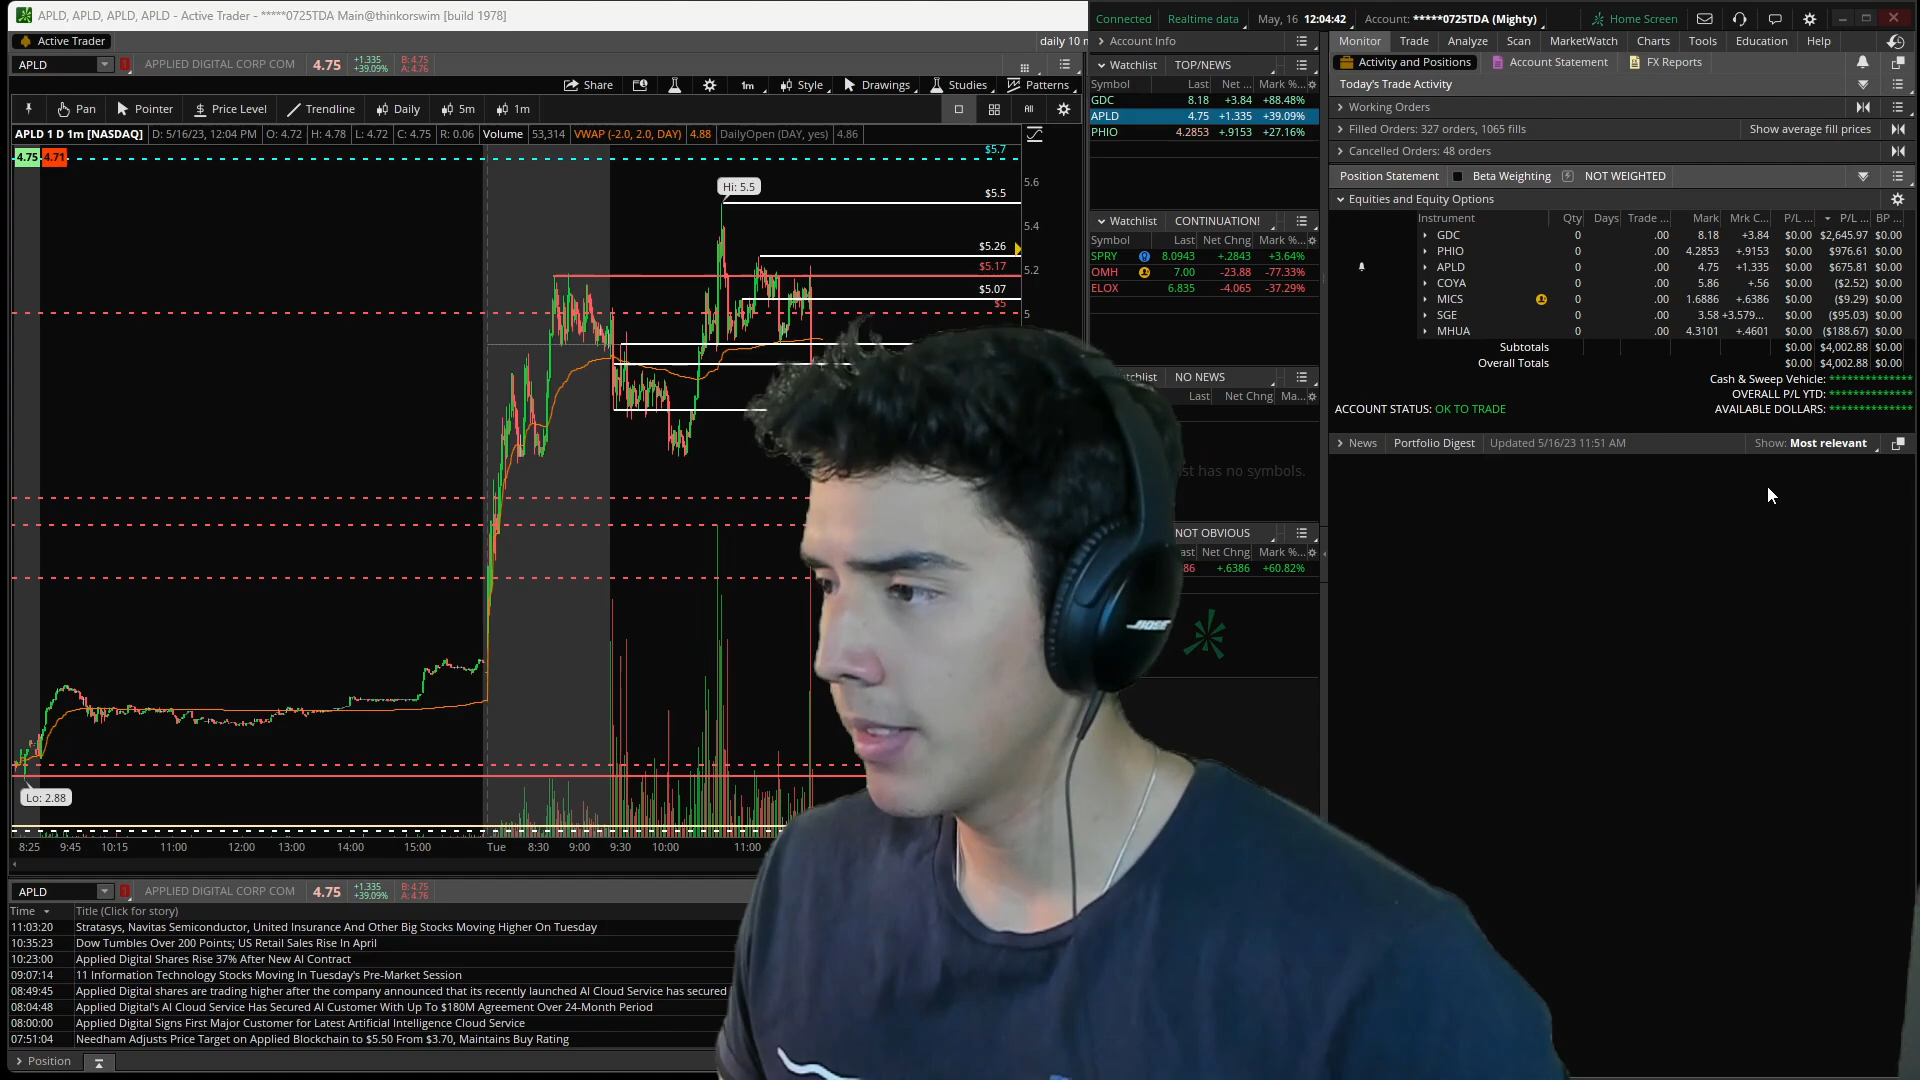 APLD, APLD, APLD, APLD - Active Trader - *****0725TDA Main@thinkorswim [build 1978]
Connected Realtime data May, 16 12:04:42 Account: *****0725TDA (Mighty) Home Screen
Active Trader daily 10
APLD APPLIED DIGITAL CORP COM 4.75 +1.335 +39.09% B: 4.75 A: 4.76
Share 1m Style Drawings Studies Patterns
Pan Pointer Price Level Trendline Daily 5m 1m All
APLD 1 D 1m [NASDAQ] D: 5/16/23, 12:04 PM O: 4.72 H: 4.78 L: 4.72 C: 4.75 R: 0.06 Volume 53,314 VWAP (-2.0, 2.0, DAY) 4.88 DailyOpen (DAY, yes) 4.86
4.75 4.71
$5.7
5.6
Hi: 5.5
$5.5
5.4
$5.26
$5.17
5.2
$5.07
$5
5
Lo: 2.88
8:25 9:45 10:15 11:00 12:00 13:00 14:00 15:00 Tue 8:30 9:00 9:30 10:00 11:00
APLD APPLIED DIGITAL CORP COM 4.75 +1.335 +39.09% B: 4.75 A: 4.76
Time Title (Click for story)
11:03:20 Stratasys, Navitas Semiconductor, United Insurance And Other Big Stocks Moving Higher On Tuesday
10:35:23 Dow Tumbles Over 200 Points; US Retail Sales Rise In April
10:23:00 Applied Digital Shares Rise 37% After New AI Contract
09:07:14 11 Information Technology Stocks Moving In Tuesday's Pre-Market Session
08:49:45 Applied Digital shares are trading higher after the company announced that its recently launched AI Cloud Service has secured
08:04:48 Applied Digital's AI Cloud Service Has Secured AI Customer With Up To $180M Agreement Over 24-Month Period
08:00:00 Applied Digital Signs First Major Customer for Latest Artificial Intelligence Cloud Service
07:51:04 Needham Adjusts Price Target on Applied Blockchain to $5.50 From $3.70, Maintains Buy Rating
Position
Account Info
Watchlist TOP/NEWS
Symbol Last Net ... Mark %...
GDC 8.18 +3.84 +88.48%
APLD 4.75 +1.335 +39.09%
PHIO 4.2853 +.9153 +27.16%
Watchlist CONTINUATION!
Symbol Last Net Chng Mark %...
SPRY 8.0943 +.2843 +3.64%
OMH 7.00 -23.88 -77.33%
ELOX 6.835 -4.065 -37.29%
tchlist NO NEWS
Last Net Chng Ma...
st has no symbols.
NOT OBVIOUS
ast Net Chng Mark %...
86 +.6386 +60.82%
BOSE
Monitor Trade Analyze Scan MarketWatch Charts Tools Education Help
Activity and Positions Account Statement FX Reports
Today's Trade Activity
Working Orders
Filled Orders: 327 orders, 1065 fills Show average fill prices
Cancelled Orders: 48 orders
Position Statement Beta Weighting NOT WEIGHTED
Equities and Equity Options
Instrument Qty Days Trade ... Mark Mrk C... P/L ... P/L ... BP ...
GDC 0 .00 8.18 +3.84 $0.00 $2,645.97 $0.00
PHIO 0 .00 4.2853 +.9153 $0.00 $976.61 $0.00
APLD 0 .00 4.75 +1.335 $0.00 $675.81 $0.00
COYA 0 .00 5.86 +.56 $0.00 ($2.52) $0.00
MICS 0 .00 1.6886 +.6386 $0.00 ($9.29) $0.00
SGE 0 .00 3.58 +3.579... $0.00 ($95.03) $0.00
MHUA 0 .00 4.3101 +.4601 $0.00 ($188.67) $0.00
Subtotals $0.00 $4,002.88 $0.00
Overall Totals $0.00 $4,002.88 $0.00
Cash & Sweep Vehicle: **************
OVERALL P/L YTD: **************
ACCOUNT STATUS: OK TO TRADE AVAILABLE DOLLARS: **************
News Portfolio Digest Updated 5/16/23 11:51 AM Show: Most relevant